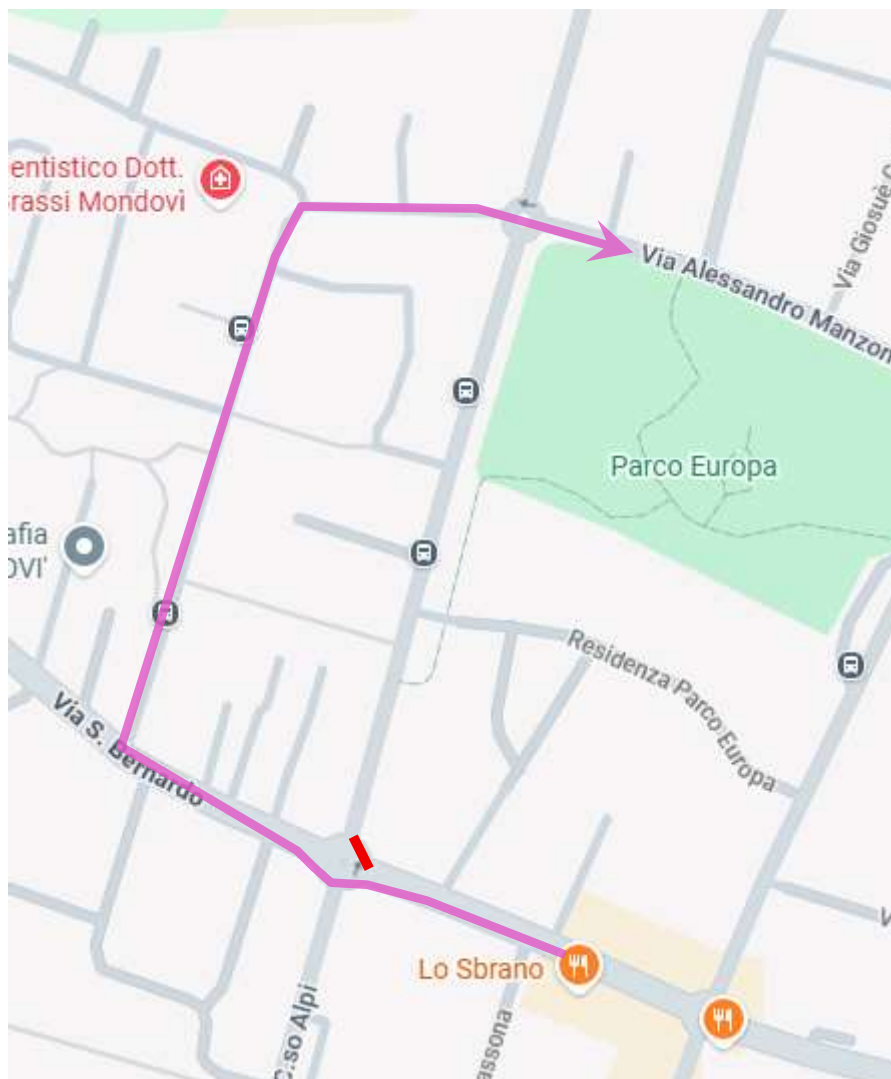 entistico Dott.
rassi Mondovì
Via Giosuè
Via Alessandro Manzon
Parco Europa
afia
OVI'
Residenza Parco Europa
Via S. Bernardo
Lo Sbrano
C.so Alpi
assona
V